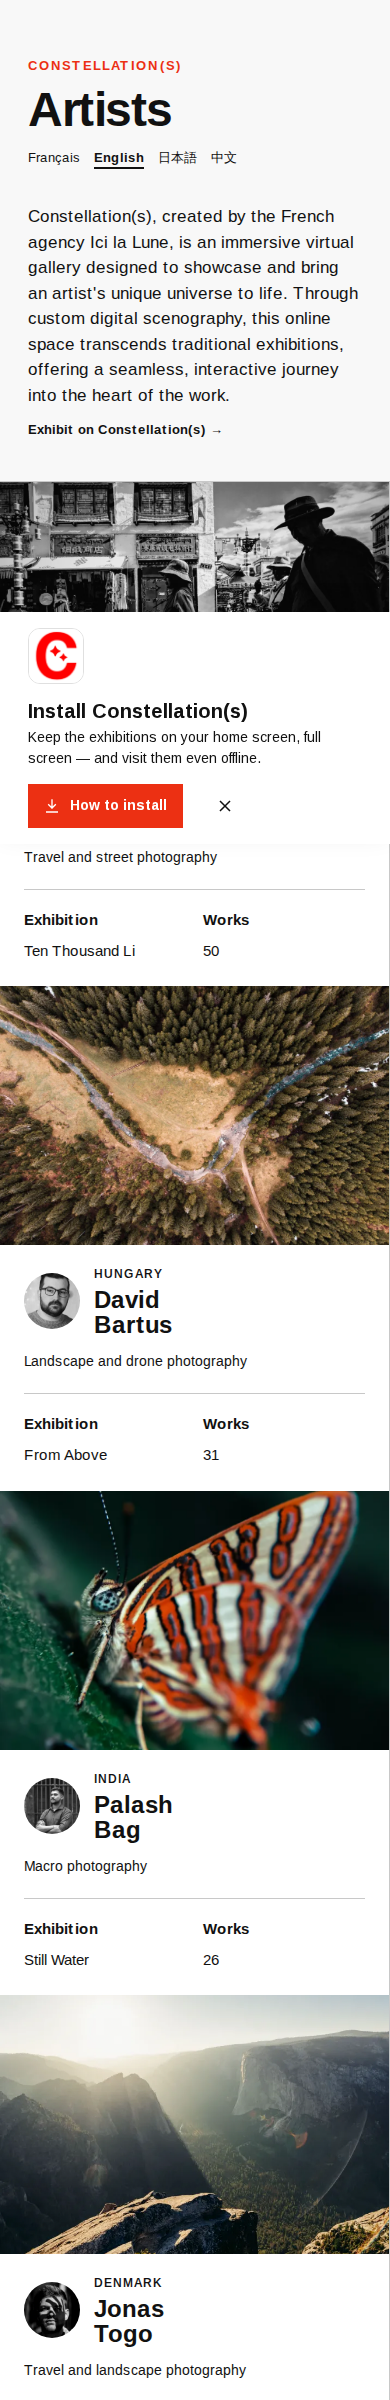 CONSTELLATION(S)
Artists
Français English 日本語 中文
Constellation(s), created by the French
agency Ici la Lune, is an immersive virtual
gallery designed to showcase and bring
an artist's unique universe to life. Through
custom digital scenography, this online
space transcends traditional exhibitions,
offering a seamless, interactive journey
into the heart of the work.
Exhibit on Constellation(s) →
Install Constellation(s)
Keep the exhibitions on your home screen, full
screen — and visit them even offline.
How to install
Travel and street photography
Exhibition Works
Ten Thousand Li 50
HUNGARY
David
Bartus
Landscape and drone photography
Exhibition Works
From Above 31
INDIA
Palash
Bag
Macro photography
Exhibition Works
Still Water 26
DENMARK
Jonas
Togo
Travel and landscape photography